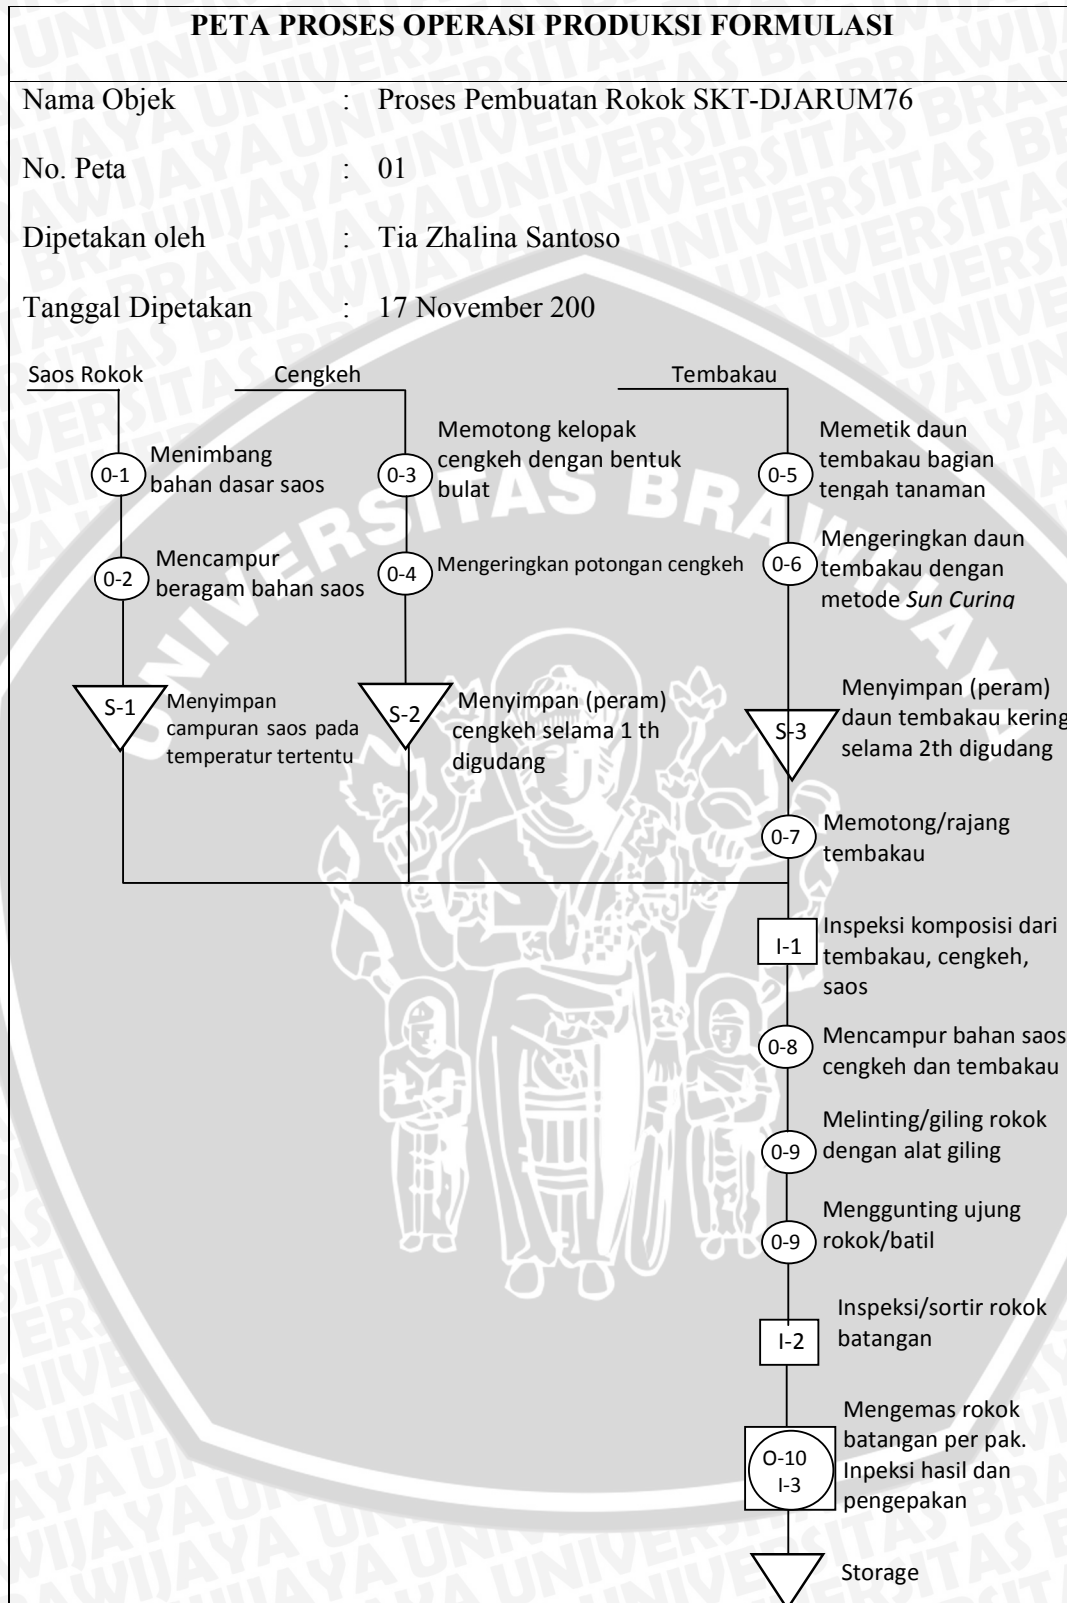 PETA PROSES OPERASI PRODUKSI FORMULASI
Nama Objek : Proses Pembuatan Rokok SKT-DJARUM76
No. Peta : 01
Dipetakan oleh : Tia Zhalina Santoso
Tanggal Dipetakan : 17 November 200
Saos Rokok
Cengkeh
Tembakau
0-1
Menimbang
bahan dasar saos
0-3
Memotong kelopak
cengkeh dengan bentuk
bulat
0-5
Memetik daun
tembakau bagian
tengah tanaman
0-2
Mencampur
beragam bahan saos
0-4
Mengeringkan potongan cengkeh
0-6
Mengeringkan daun
tembakau dengan
metode Sun Curing
S-1
Menyimpan
campuran saos pada
temperatur tertentu
S-2
Menyimpan (peram)
cengkeh selama 1 th
digudang
S-3
Menyimpan (peram)
daun tembakau kering
selama 2th digudang
0-7
Memotong/rajang
tembakau
I-1
Inspeksi komposisi dari
tembakau, cengkeh,
saos
0-8
Mencampur bahan saos
cengkeh dan tembakau
0-9
Melinting/giling rokok
dengan alat giling
0-9
Menggunting ujung
rokok/batil
I-2
Inspeksi/sortir rokok
batangan
O-10
I-3
Mengemas rokok
batangan per pak.
Inpeksi hasil dan
pengepakan
Storage
UNIVERSITAS BRAWIJAYA